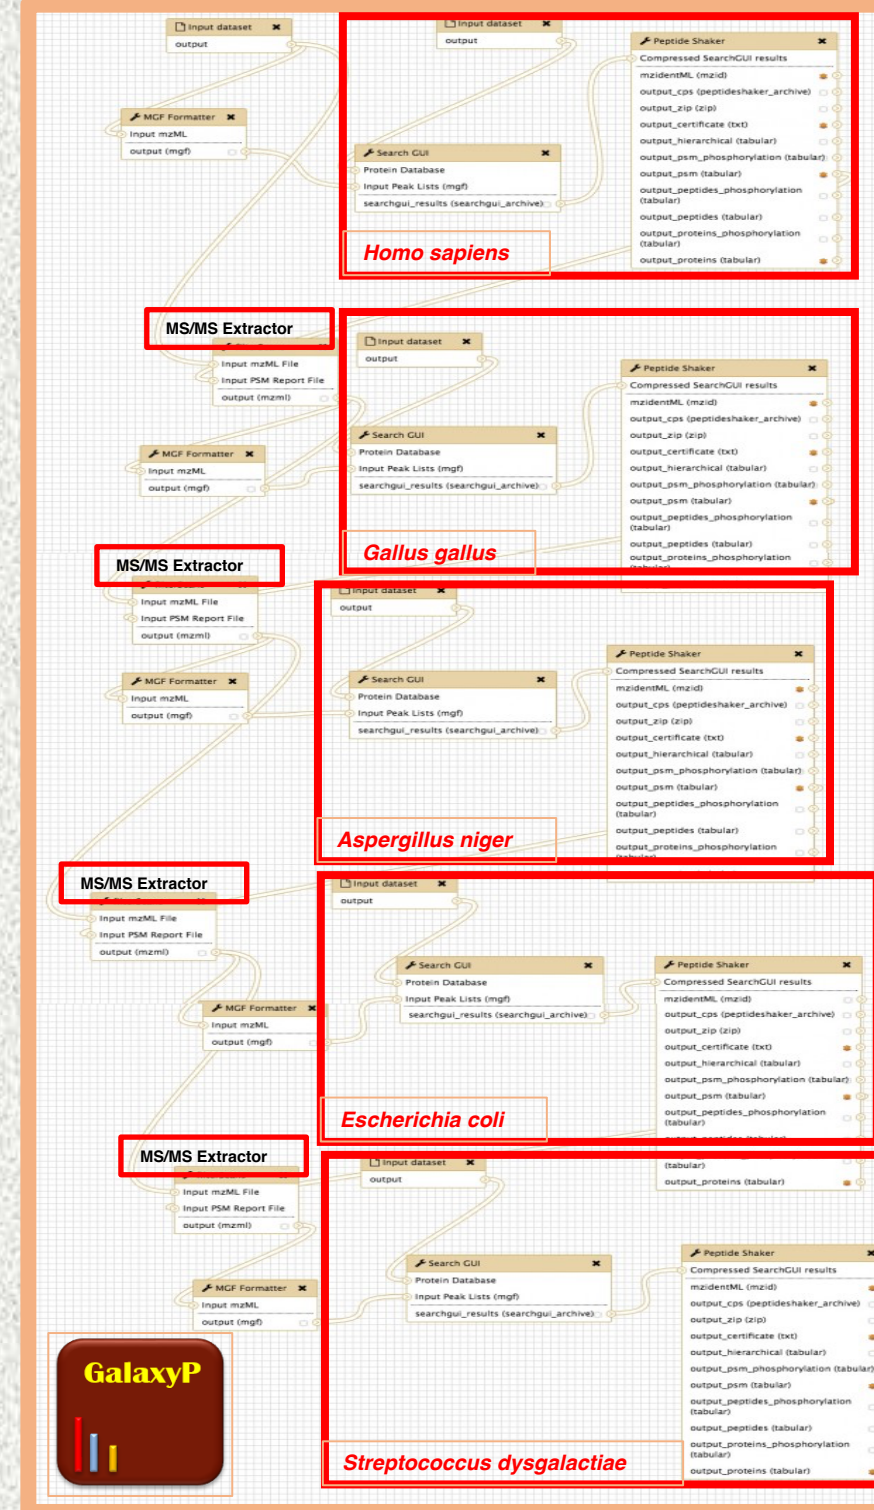 Input dataset
output
MGF Formatter
Input mzML
output (mgf)
Input dataset
output
Search GUI
Protein Database
Input Peak Lists (mgf)
searchgui_results (searchgui_archive)
Peptide Shaker
Compressed SearchGUI results
mzidentML (mzid)
output_cps (peptideshaker_archive)
output_zip (zip)
output_certificate (txt)
output_hierarchical (tabular)
output_psm_phosphorylation (tabular)
output_psm (tabular)
output_peptides_phosphorylation
(tabular)
output_peptides (tabular)
output_proteins_phosphorylation
(tabular)
output_proteins (tabular)
Homo sapiens
MS/MS Extractor
Input mzML File
Input PSM Report File
output (mzml)
MGF Formatter
Input mzML
output (mgf)
Input dataset
output
Search GUI
Protein Database
Input Peak Lists (mgf)
searchgui_results (searchgui_archive)
Peptide Shaker
Compressed SearchGUI results
mzidentML (mzid)
output_cps (peptideshaker_archive)
output_zip (zip)
output_certificate (txt)
output_hierarchical (tabular)
output_psm_phosphorylation (tabular)
output_psm (tabular)
output_peptides_phosphorylation
(tabular)
output_peptides (tabular)
output_proteins_phosphorylation
Gallus gallus
MS/MS Extractor
Input mzML File
Input PSM Report File
output (mzml)
MGF Formatter
Input mzML
output (mgf)
Input dataset
output
Search GUI
Protein Database
Input Peak Lists (mgf)
searchgui_results (searchgui_archive)
Peptide Shaker
Compressed SearchGUI results
mzidentML (mzid)
output_cps (peptideshaker_archive)
output_zip (zip)
output_certificate (txt)
output_hierarchical (tabular)
output_psm_phosphorylation (tabular)
output_psm (tabular)
output_peptides_phosphorylation
(tabular)
output_peptides (tabular)
output_proteins_phosphorylation
Aspergillus niger
MS/MS Extractor
Input mzML File
Input PSM Report File
output (mzml)
MGF Formatter
Input mzML
output (mgf)
Input dataset
output
Search GUI
Protein Database
Input Peak Lists (mgf)
searchgui_results (searchgui_archive)
Peptide Shaker
Compressed SearchGUI results
mzidentML (mzid)
output_cps (peptideshaker_archive)
output_zip (zip)
output_certificate (txt)
output_hierarchical (tabular)
output_psm_phosphorylation (tabular)
output_psm (tabular)
output_peptides_phosphorylation
(tabular)
(tabular)
output_proteins (tabular)
Escherichia coli
MS/MS Extractor
Input mzML File
Input PSM Report File
output (mzml)
MGF Formatter
Input mzML
output (mgf)
Input dataset
output
Search GUI
Protein Database
Input Peak Lists (mgf)
searchgui_results (searchgui_archive)
Peptide Shaker
Compressed SearchGUI results
mzidentML (mzid)
output_cps (peptideshaker_archive)
output_zip (zip)
output_certificate (txt)
output_hierarchical (tabular)
output_psm_phosphorylation (tabular)
output_psm (tabular)
output_peptides_phosphorylation
(tabular)
output_peptides (tabular)
output_proteins_phosphorylation
(tabular)
output_proteins (tabular)
Streptococcus dysgalactiae
GalaxyP